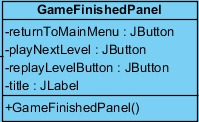 GameFinishedPanel
-returnToMainMenu : JButton
-playNextLevel : JButton
-replayLevelButton : JButton
-title : JLabel
+GameFinishedPanel()